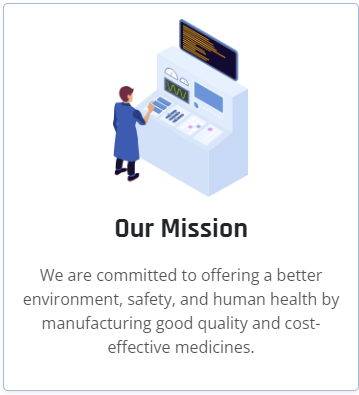 Our Mission
We are committed to offering a better
environment, safety, and human health by
manufacturing good quality and cost-
effective medicines.